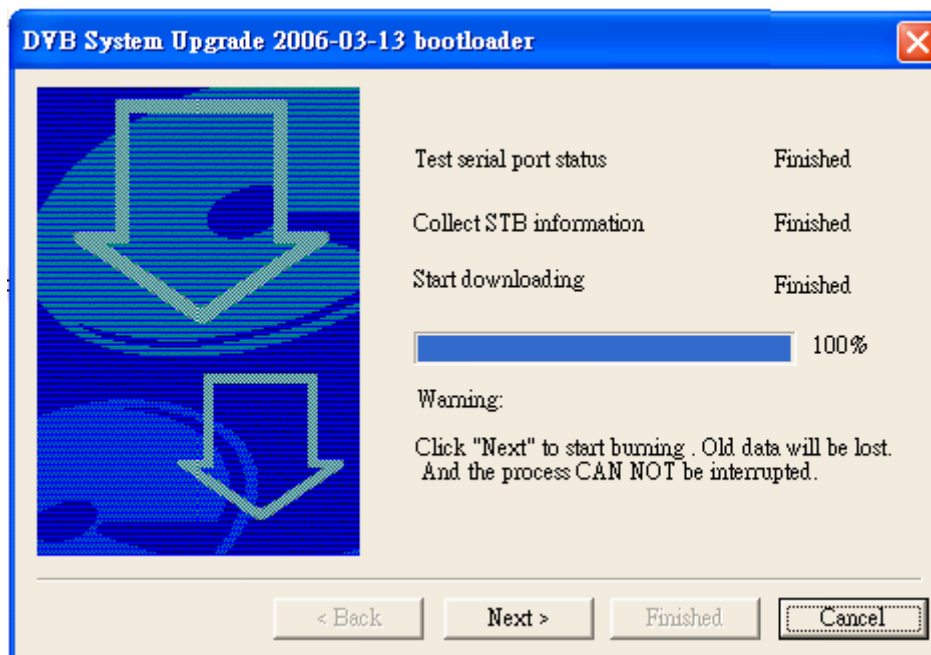 DVB System Upgrade 2006-03-13 bootloader
Test serial port status Finished
Collect STB information Finished
Start downloading Finished
100%
Warning:
Click "Next" to start burning . Old data will be lost.
And the process CAN NOT be interrupted.
< Back Next > Finished Cancel